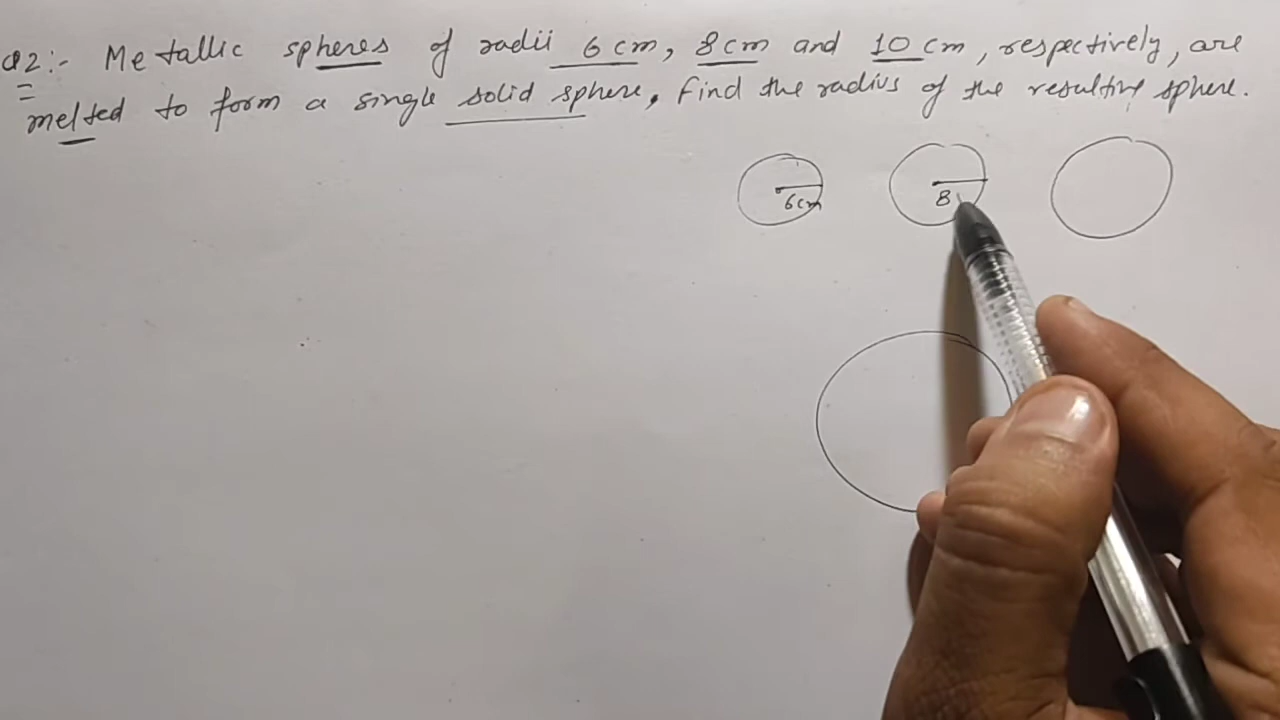 Q2:- Metallic spheres of radii 6 cm, 8 cm and 10 cm, respectively, are
melted to form a single solid sphere. Find the radius of the resulting sphere.
6cm
8